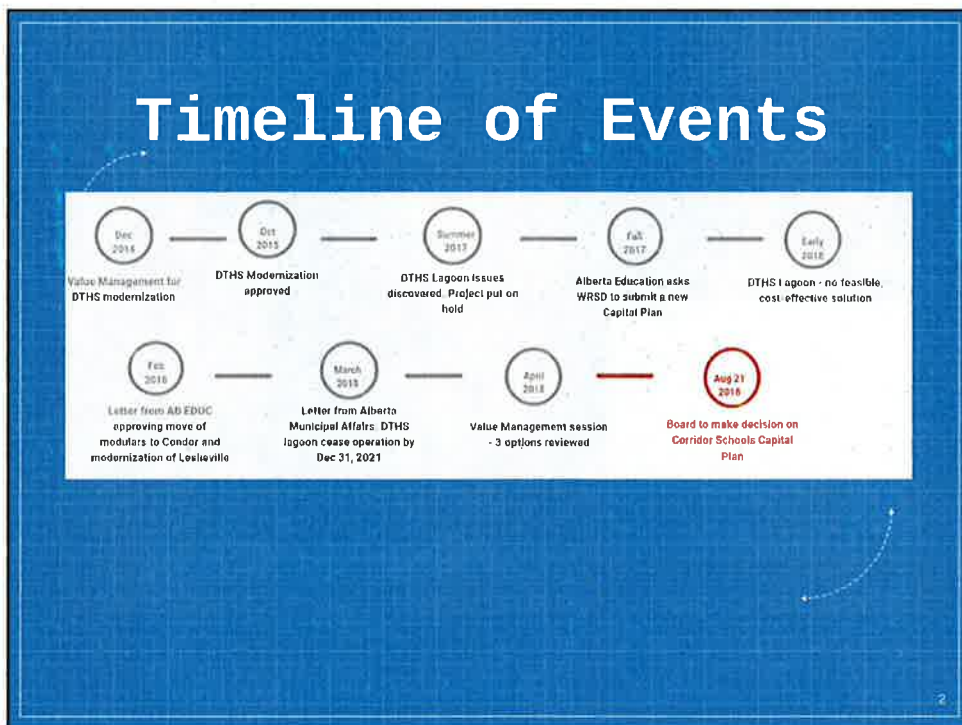 Timeline of Events
Dec
2014
Value Management for
DTHS modernization
Oct
2015
DTHS Modernization
approved
Summer
2017
DTHS Lagoon issues
discovered. Project put on
hold
Fall
2017
Alberta Education asks
WRSD to submit a new
Capital Plan
Early
2018
DTHS Lagoon - no feasible,
cost-effective solution
Feb
2018
Letter from AB EDUC
approving move of
modulars to Condor and
modernization of Leslieville
March
2018
Letter from Alberta
Municipal Affairs. DTHS
lagoon cease operation by
Dec 31, 2021
April
2018
Value Management session
- 3 options reviewed
Aug 21
2018
Board to make decision on
Corridor Schools Capital
Plan
2